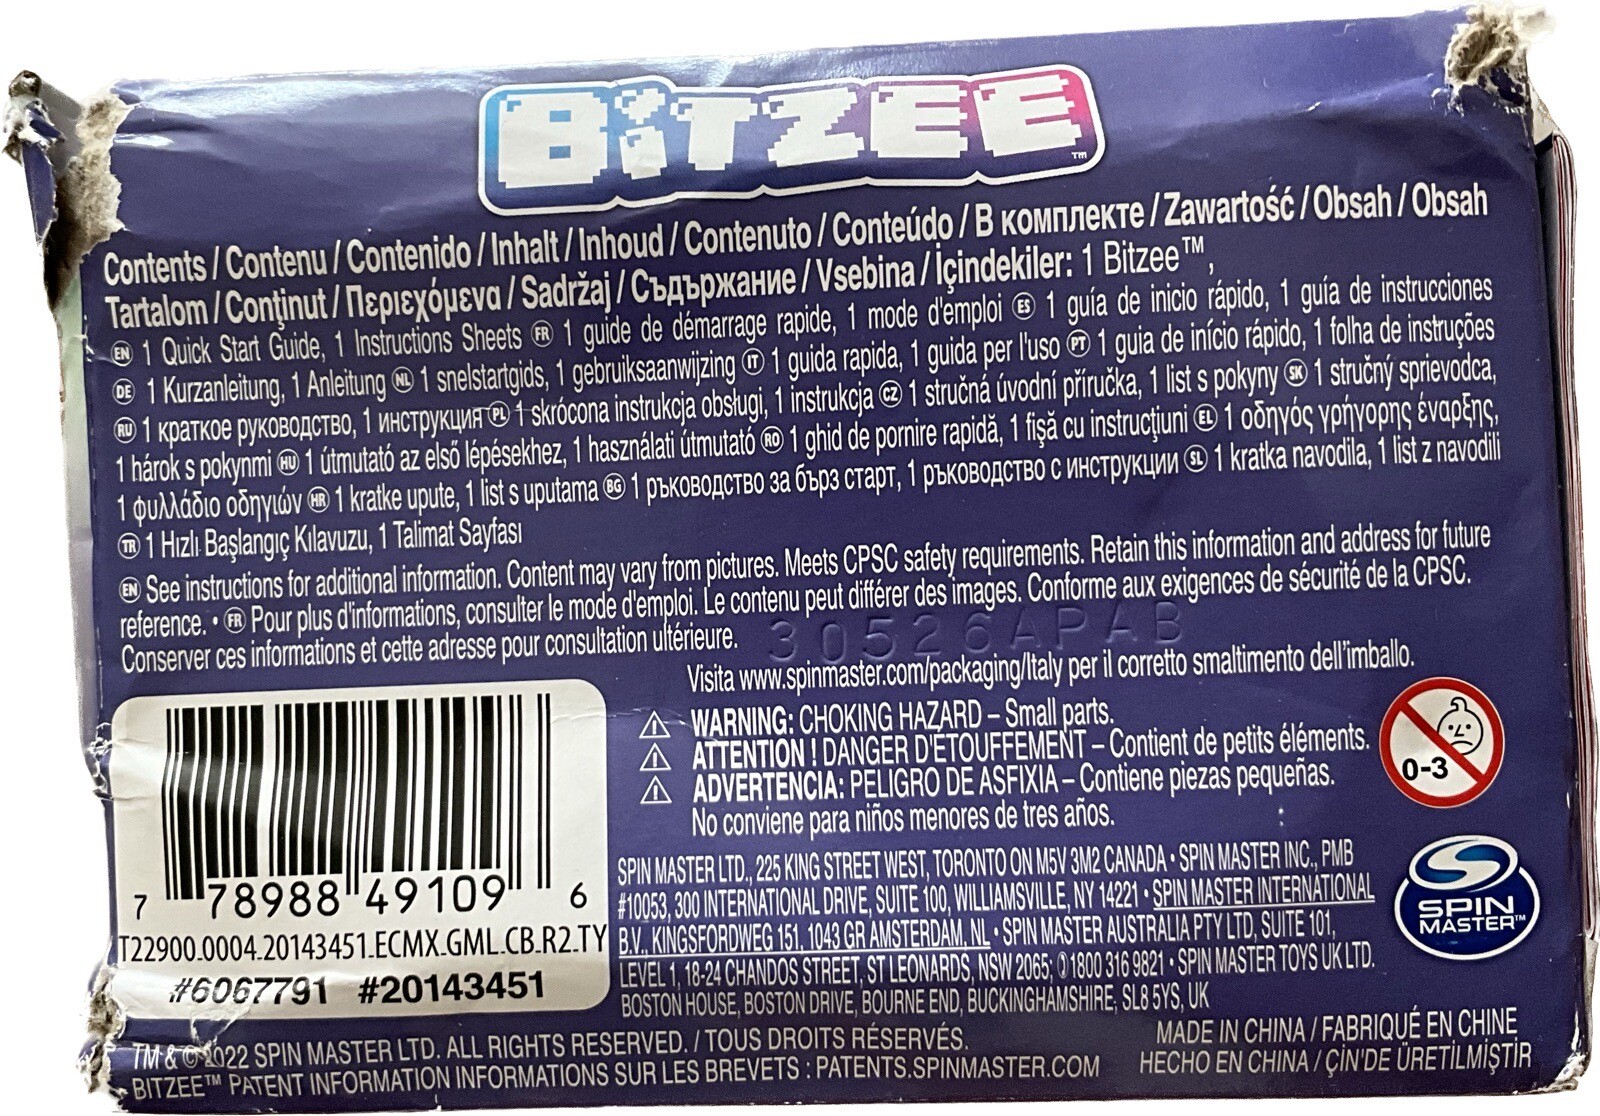 BiTZEE™
Contents / Contenu / Contenido / Inhalt / Inhoud / Contenuto / Conteúdo / В комплекте / Zawartość / Obsah / Obsah
Tartalom / Conţinut / Περιεχόμενα / Sadržaj / Съдържание / Vsebina / İçindekiler: 1 Bitzee™,
EN 1 Quick Start Guide, 1 Instructions Sheets FR 1 guide de démarrage rapide, 1 mode d'emploi ES 1 guía de inicio rápido, 1 guía de instrucciones
DE 1 Kurzanleitung, 1 Anleitung NL 1 snelstartgids, 1 gebruiksaanwijzing IT 1 guida rapida, 1 guida per l'uso PT 1 guia de início rápido, 1 folha de instruções
RU 1 краткое руководство, 1 инструкция PL 1 skrócona instrukcja obsługi, 1 instrukcja CZ 1 stručná úvodní příručka, 1 list s pokyny SK 1 stručný sprievodca,
1 hárok s pokynmi HU 1 útmutató az első lépésekhez, 1 használati útmutató RO 1 ghid de pornire rapidă, 1 fişă cu instrucţiuni EL 1 οδηγός γρήγορης έναρξης,
1 φυλλάδιο οδηγιών HR 1 kratke upute, 1 list s uputama BG 1 ръководство за бърз старт, 1 ръководство с инструкции SL 1 kratka navodila, 1 list z navodili
TR 1 Hızlı Başlangıç Kılavuzu, 1 Talimat Sayfası
EN See instructions for additional information. Content may vary from pictures. Meets CPSC safety requirements. Retain this information and address for future
reference. • FR Pour plus d'informations, consulter le mode d'emploi. Le contenu peut différer des images. Conforme aux exigences de sécurité de la CPSC.
Conserver ces informations et cette adresse pour consultation ultérieure.
30526APAB
Visita www.spinmaster.com/packaging/Italy per il corretto smaltimento dell'imballo.
WARNING: CHOKING HAZARD – Small parts.
ATTENTION ! DANGER D'ÉTOUFFEMENT – Contient de petits éléments.
ADVERTENCIA: PELIGRO DE ASFIXIA – Contiene piezas pequeñas.
No conviene para niños menores de tres años.
0-3
7 78988 49109 6
T22900.0004.20143451.ECMX.GML.CB.R2.TY
#6067791 #20143451
SPIN MASTER LTD., 225 KING STREET WEST, TORONTO ON M5V 3M2 CANADA • SPIN MASTER INC., PMB
#10053, 300 INTERNATIONAL DRIVE, SUITE 100, WILLIAMSVILLE, NY 14221 • SPIN MASTER INTERNATIONAL
B.V., KINGSFORDWEG 151, 1043 GR AMSTERDAM, NL • SPIN MASTER AUSTRALIA PTY LTD, SUITE 101,
LEVEL 1, 18-24 CHANDOS STREET, ST LEONARDS, NSW 2065; 1800 316 9821 • SPIN MASTER TOYS UK LTD.
BOSTON HOUSE, BOSTON DRIVE, BOURNE END, BUCKINGHAMSHIRE, SL8 5YS, UK
SPIN
MASTER™
TM & © 2022 SPIN MASTER LTD. ALL RIGHTS RESERVED. / TOUS DROITS RÉSERVÉS.
BITZEE™ PATENT INFORMATION INFORMATIONS SUR LES BREVETS : PATENTS.SPINMASTER.COM
MADE IN CHINA / FABRIQUÉ EN CHINE
HECHO EN CHINA / ÇİN'DE ÜRETİLMİŞTİR